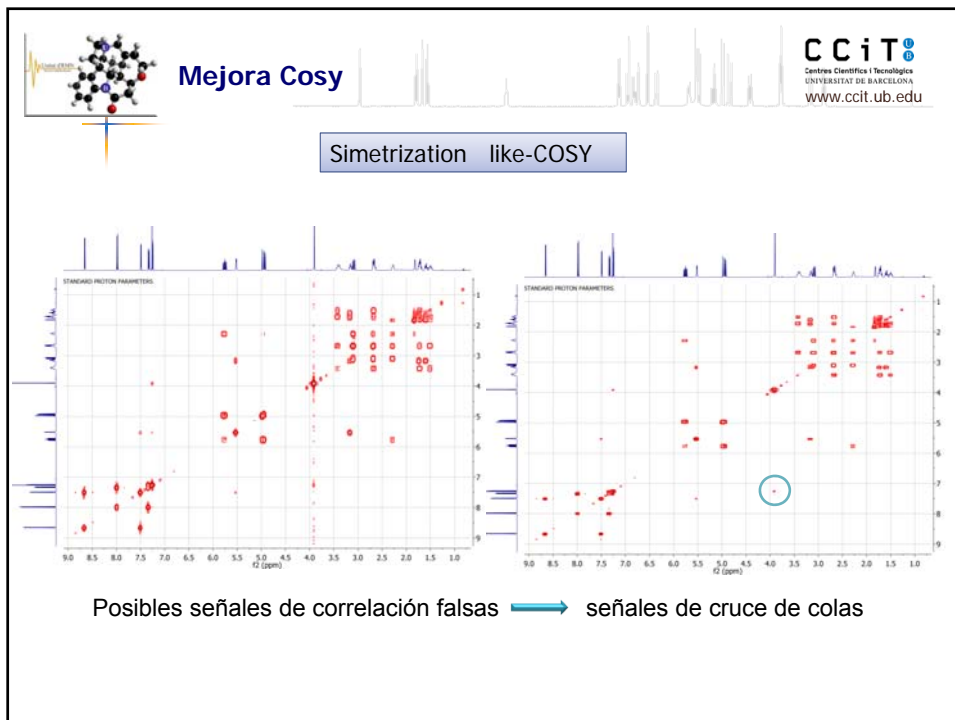 Mejora Cosy
CCiT UB
Centres Científics i Tecnològics
UNIVERSITAT DE BARCELONA
www.ccit.ub.edu
Simetrization like-COSY
STANDARD PROTON PARAMETERS
1
2
3
4
5
6
7
8
9
9.0 8.5 8.0 7.5 7.0 6.5 6.0 5.5 5.0 4.5 4.0 3.5 3.0 2.5 2.0 1.5 1.0
f2 (ppm)
STANDARD PROTON PARAMETERS
1
2
3
4
5
6
7
8
9
9.0 8.5 8.0 7.5 7.0 6.5 6.0 5.5 5.0 4.5 4.0 3.5 3.0 2.5 2.0 1.5 1.0
f2 (ppm)
Posibles señales de correlación falsas señales de cruce de colas